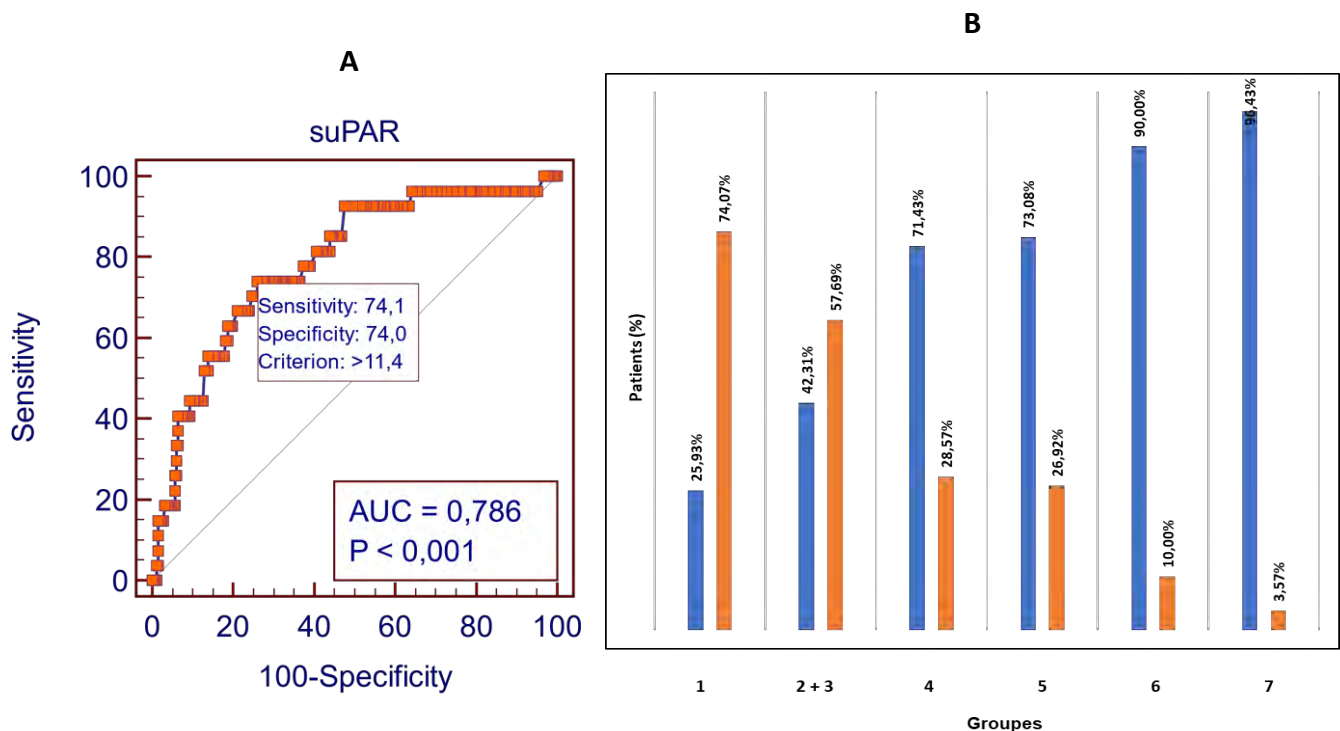 A
suPAR
100
80
60
40
20
0
Sensitivity
Sensitivity: 74,1
Specificity: 74,0
Criterion: >11,4
AUC = 0,786
P < 0,001
0 20 40 60 80 100
100-Specificity
B
Patients (%)
25,93%
74,07%
42,31%
57,69%
71,43%
28,57%
73,08%
26,92%
90,00%
10,00%
96,43%
3,57%
1 2 + 3 4 5 6 7
Groupes